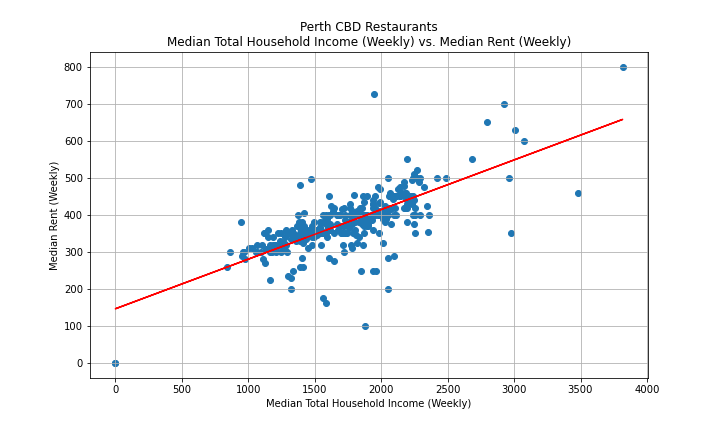 Perth CBD Restaurants
Median Total Household Income (Weekly) vs. Median Rent (Weekly)
800
700
600
500
400
300
200
100
0
Median Rent (Weekly)
0 500 1000 1500 2000 2500 3000 3500 4000
Median Total Household Income (Weekly)